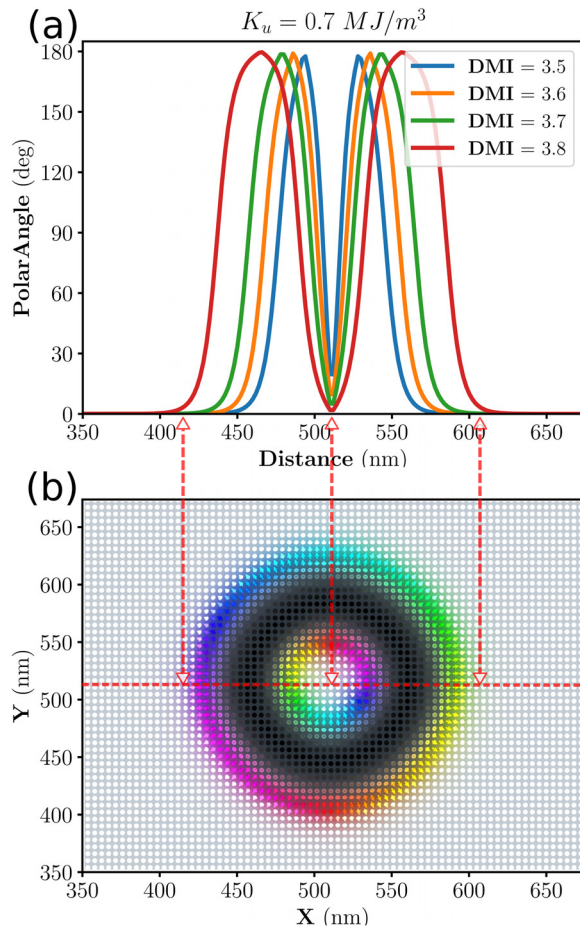 (a)
K_u = 0.7 MJ/m³
180
150
120
90
60
30
0
PolarAngle (deg)
DMI = 3.5
DMI = 3.6
DMI = 3.7
DMI = 3.8
350 400 450 500 550 600 650
Distance (nm)
(b)
650
600
550
500
450
400
350
Y (nm)
350 400 450 500 550 600 650
X (nm)